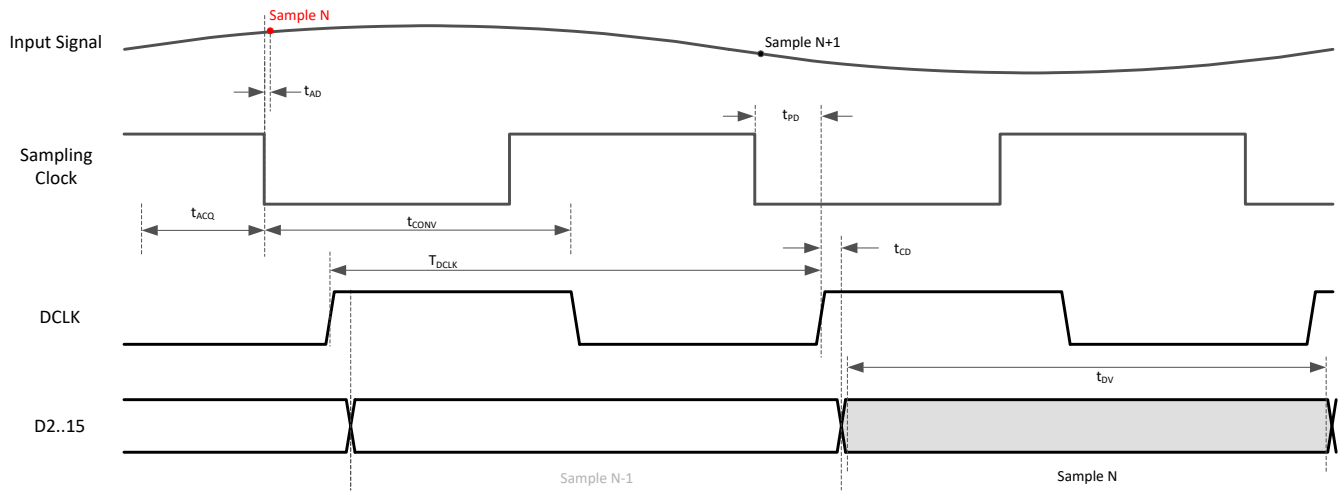 Sample N
Input Signal
Sample N+1
tAD
tPD
Sampling
Clock
tACQ
tCONV
tCD
TDCLK
DCLK
tDV
D2..15
Sample N-1
Sample N